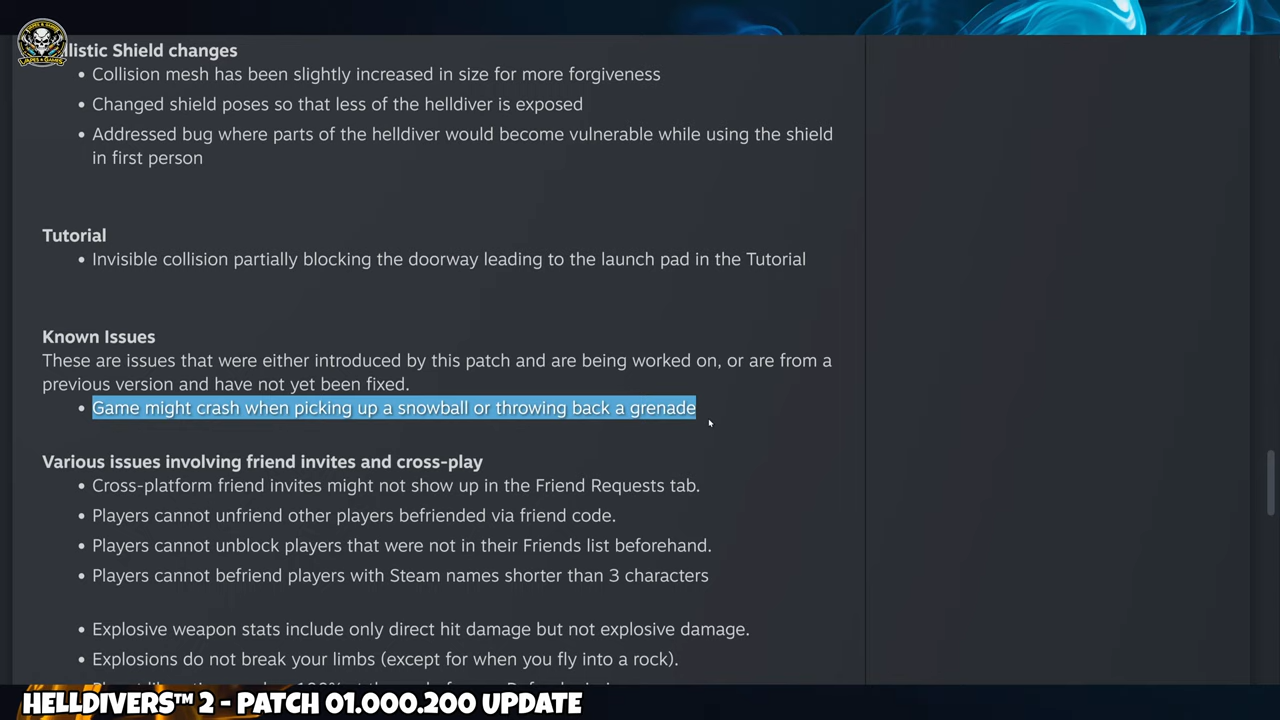 llistic Shield changes
• Collision mesh has been slightly increased in size for more forgiveness
• Changed shield poses so that less of the helldiver is exposed
• Addressed bug where parts of the helldiver would become vulnerable while using the shield
in first person
Tutorial
• Invisible collision partially blocking the doorway leading to the launch pad in the Tutorial
Known Issues
These are issues that were either introduced by this patch and are being worked on, or are from a
previous version and have not yet been fixed.
• Game might crash when picking up a snowball or throwing back a grenade
Various issues involving friend invites and cross-play
• Cross-platform friend invites might not show up in the Friend Requests tab.
• Players cannot unfriend other players befriended via friend code.
• Players cannot unblock players that were not in their Friends list beforehand.
• Players cannot befriend players with Steam names shorter than 3 characters
• Explosive weapon stats include only direct hit damage but not explosive damage.
• Explosions do not break your limbs (except for when you fly into a rock).
HELLDIVERS™ 2 - PATCH 01.000.200 UPDATE